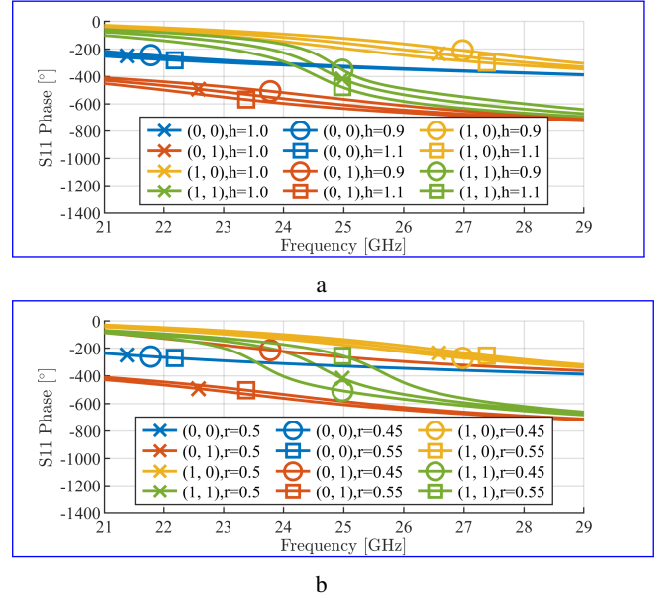 0
-200
-400
-600
-800
-1000
-1200
-1400
S11 Phase [°]
(0, 0),h=1.0 (0, 0),h=0.9 (1, 0),h=0.9
(0, 1),h=1.0 (0, 0),h=1.1 (1, 0),h=1.1
(1, 0),h=1.0 (0, 1),h=0.9 (1, 1),h=0.9
(1, 1),h=1.0 (0, 1),h=1.1 (1, 1),h=1.1
21 22 23 24 25 26 27 28 29
Frequency [GHz]
a
0
-200
-400
-600
-800
-1000
-1200
-1400
S11 Phase [°]
(0, 0),r=0.5 (0, 0),r=0.45 (1, 0),r=0.45
(0, 1),r=0.5 (0, 0),r=0.55 (1, 0),r=0.55
(1, 0),r=0.5 (0, 1),r=0.45 (1, 1),r=0.45
(1, 1),r=0.5 (0, 1),r=0.55 (1, 1),r=0.55
21 22 23 24 25 26 27 28 29
Frequency [GHz]
b